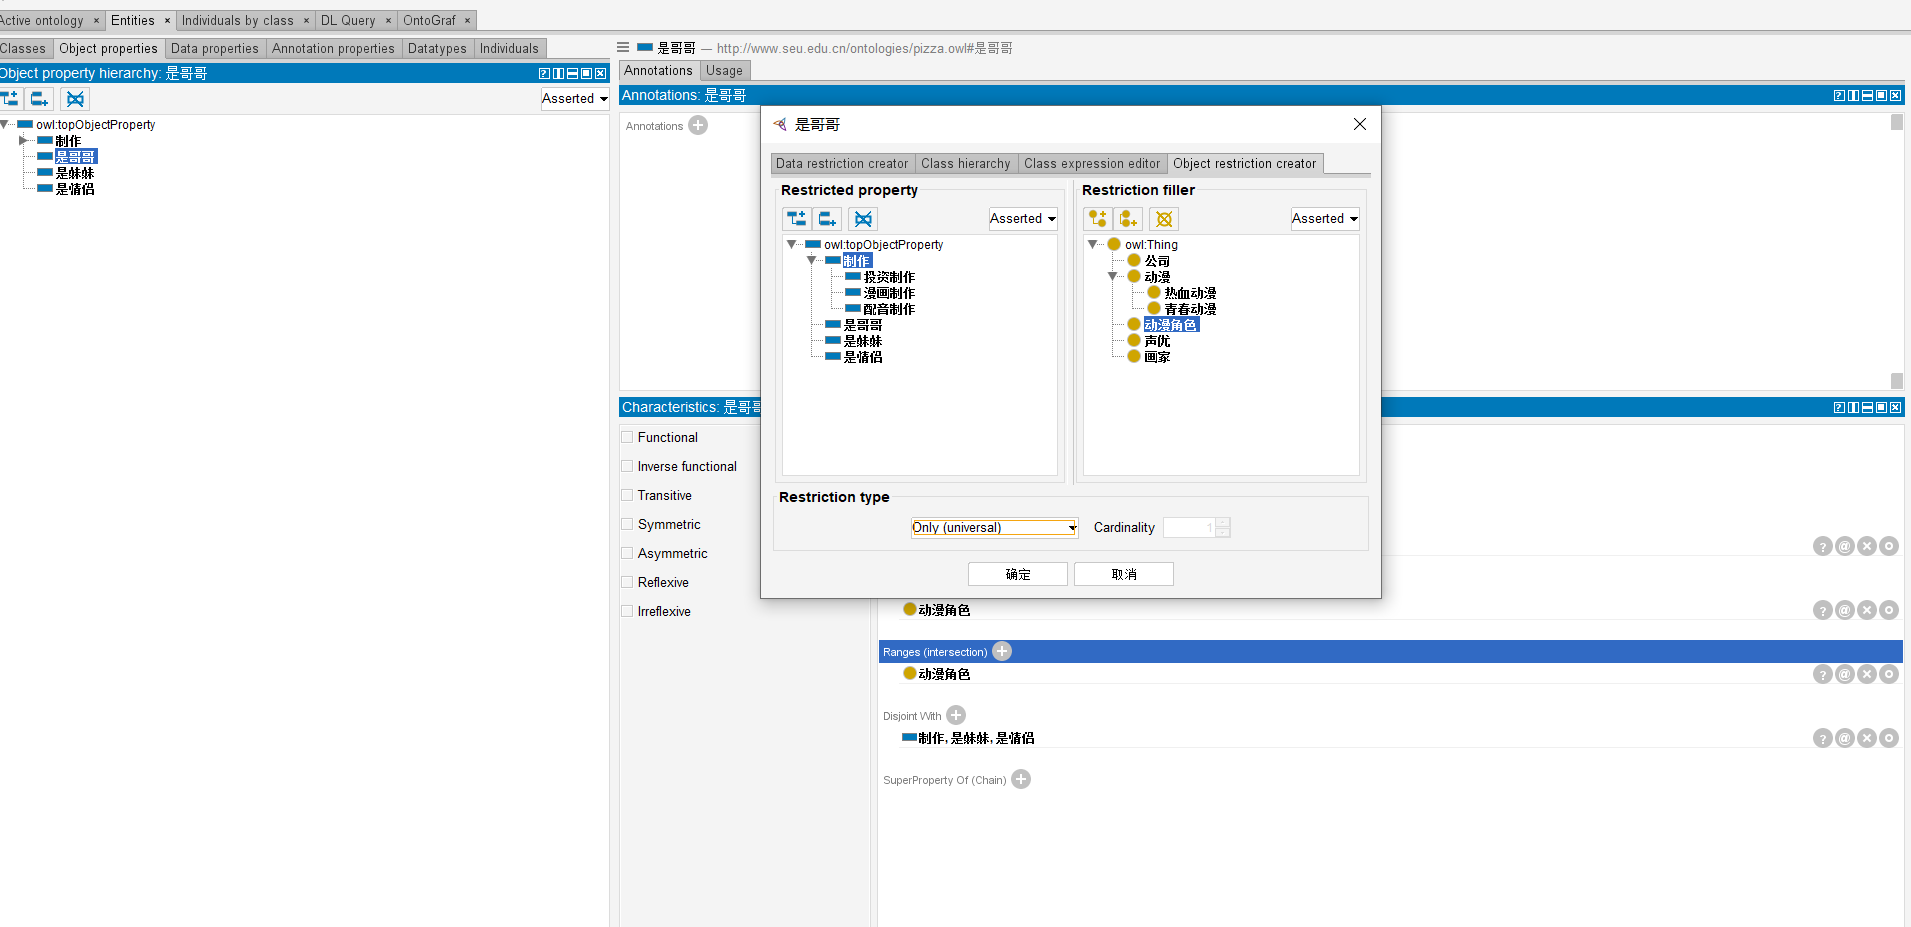 Active ontology × Entities × Individuals by class × DL Query × OntoGraf ×
Classes Object properties Data properties Annotation properties Datatypes Individuals
Object property hierarchy: 是哥哥
Asserted
owl:topObjectProperty
制作
是哥哥
是妹妹
是情侣
是哥哥 — http://www.seu.edu.cn/ontologies/pizza.owl#是哥哥
Annotations Usage
Annotations: 是哥哥
Annotations
是哥哥
Data restriction creator Class hierarchy Class expression editor Object restriction creator
Restricted property
Asserted
owl:topObjectProperty
制作
投资制作
漫画制作
配音制作
是哥哥
是妹妹
是情侣
Restriction filler
Asserted
owl:Thing
公司
动漫
热血动漫
青春动漫
动漫角色
声优
画家
Restriction type
Only (universal) Cardinality 1
确定 取消
Characteristics: 是哥哥
Functional
Inverse functional
Transitive
Symmetric
Asymmetric
Reflexive
Irreflexive
动漫角色
Ranges (intersection)
动漫角色
Disjoint With
制作, 是妹妹, 是情侣
SuperProperty Of (Chain)